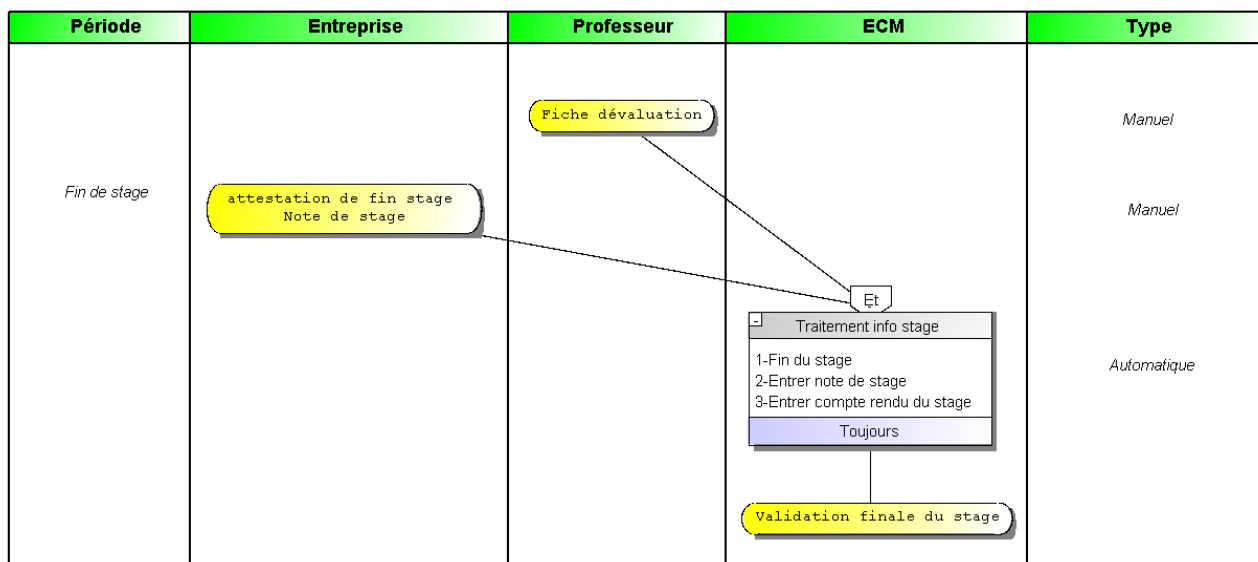 Période
Entreprise
Professeur
ECM
Type
Fiche dévaluation
Manuel
Fin de stage
attestation de fin stage
Note de stage
Manuel
Et
-
Traitement info stage
1-Fin du stage
2-Entrer note de stage
3-Entrer compte rendu du stage
Automatique
Toujours
Validation finale du stage